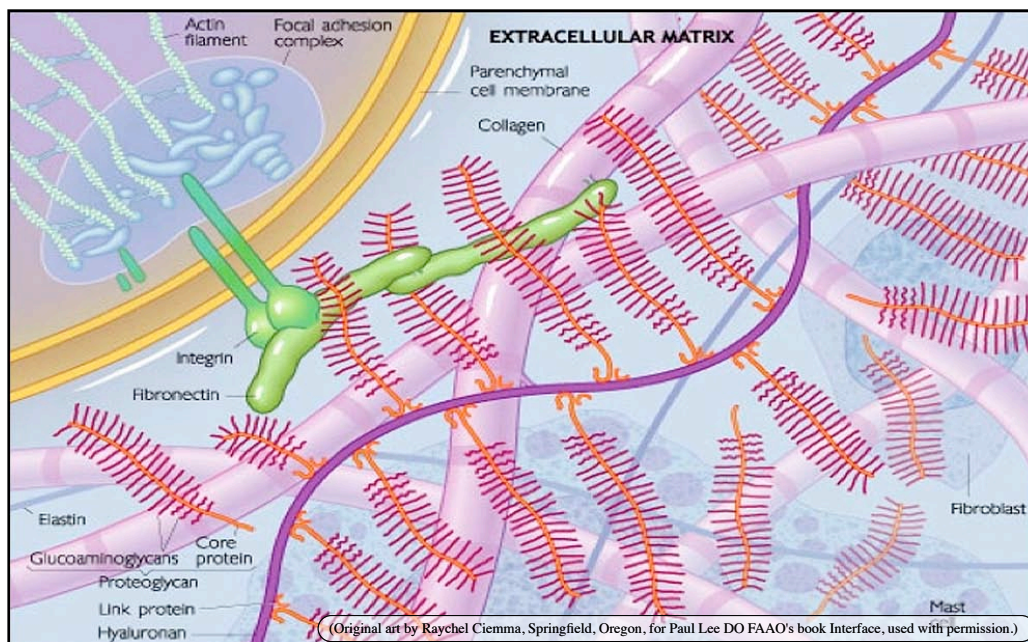 Actin
filament
Focal adhesion
complex
EXTRACELLULAR MATRIX
Parenchymal
cell membrane
Collagen
Integrin
Fibronectin
Elastin
Glucoaminoglycans
Core
protein
Proteoglycan
Link protein
Hyaluronan
Fibroblast
Mast
cell
(Original art by Raychel Ciemma, Springfield, Oregon, for Paul Lee DO FAAO's book Interface, used with permission.)